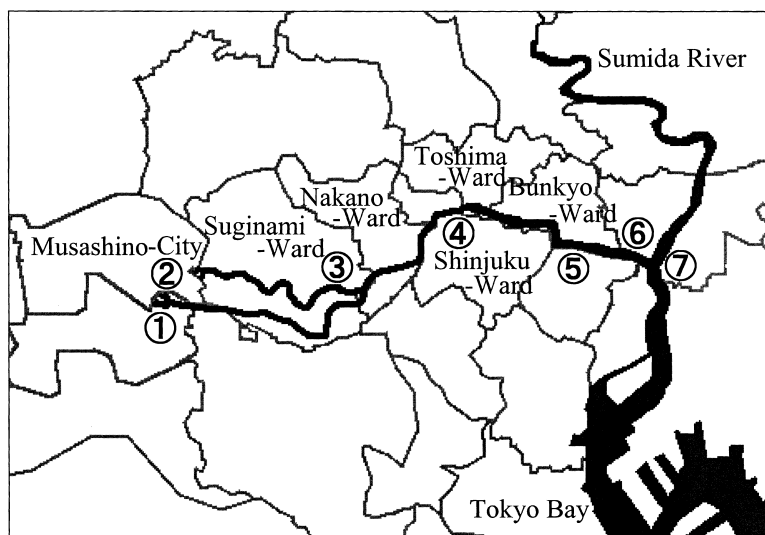 Sumida River
Toshima
-Ward
Bunkyo
-Ward
Nakano
-Ward
Suginami
-Ward
Musashino-City
Shinjuku
-Ward
①
②
③
④
⑤
⑥
⑦
Tokyo Bay